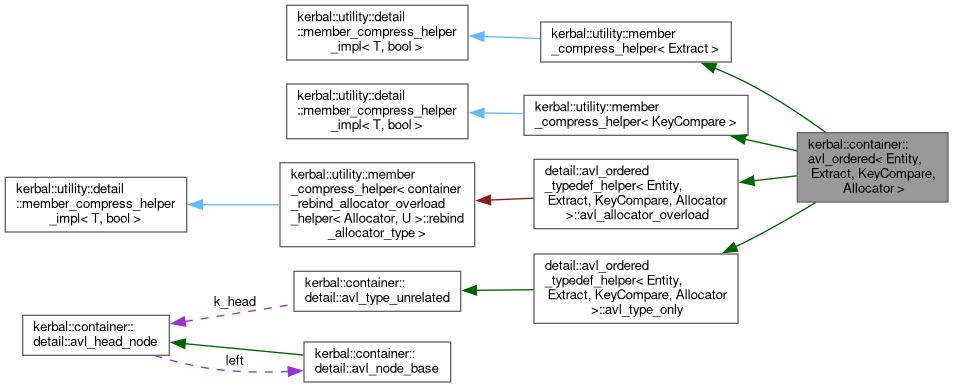 kerbal::utility::detail
::member_compress_helper
_impl< T, bool >
kerbal::utility::member
_compress_helper< Extract >
kerbal::utility::detail
::member_compress_helper
_impl< T, bool >
kerbal::utility::member
_compress_helper< KeyCompare >
kerbal::container::
avl_ordered< Entity,
Extract, KeyCompare,
Allocator >
kerbal::utility::detail
::member_compress_helper
_impl< T, bool >
kerbal::utility::member
_compress_helper< container
_rebind_allocator_overload
_helper< Allocator, U >::rebind
_allocator_type >
detail::avl_ordered
_typedef_helper< Entity,
Extract, KeyCompare, Allocator
>::avl_allocator_overload
detail::avl_ordered
_typedef_helper< Entity,
Extract, KeyCompare, Allocator
>::avl_type_only
kerbal::container::
detail::avl_type_unrelated
k_head
kerbal::container::
detail::avl_head_node
left
kerbal::container::
detail::avl_node_base